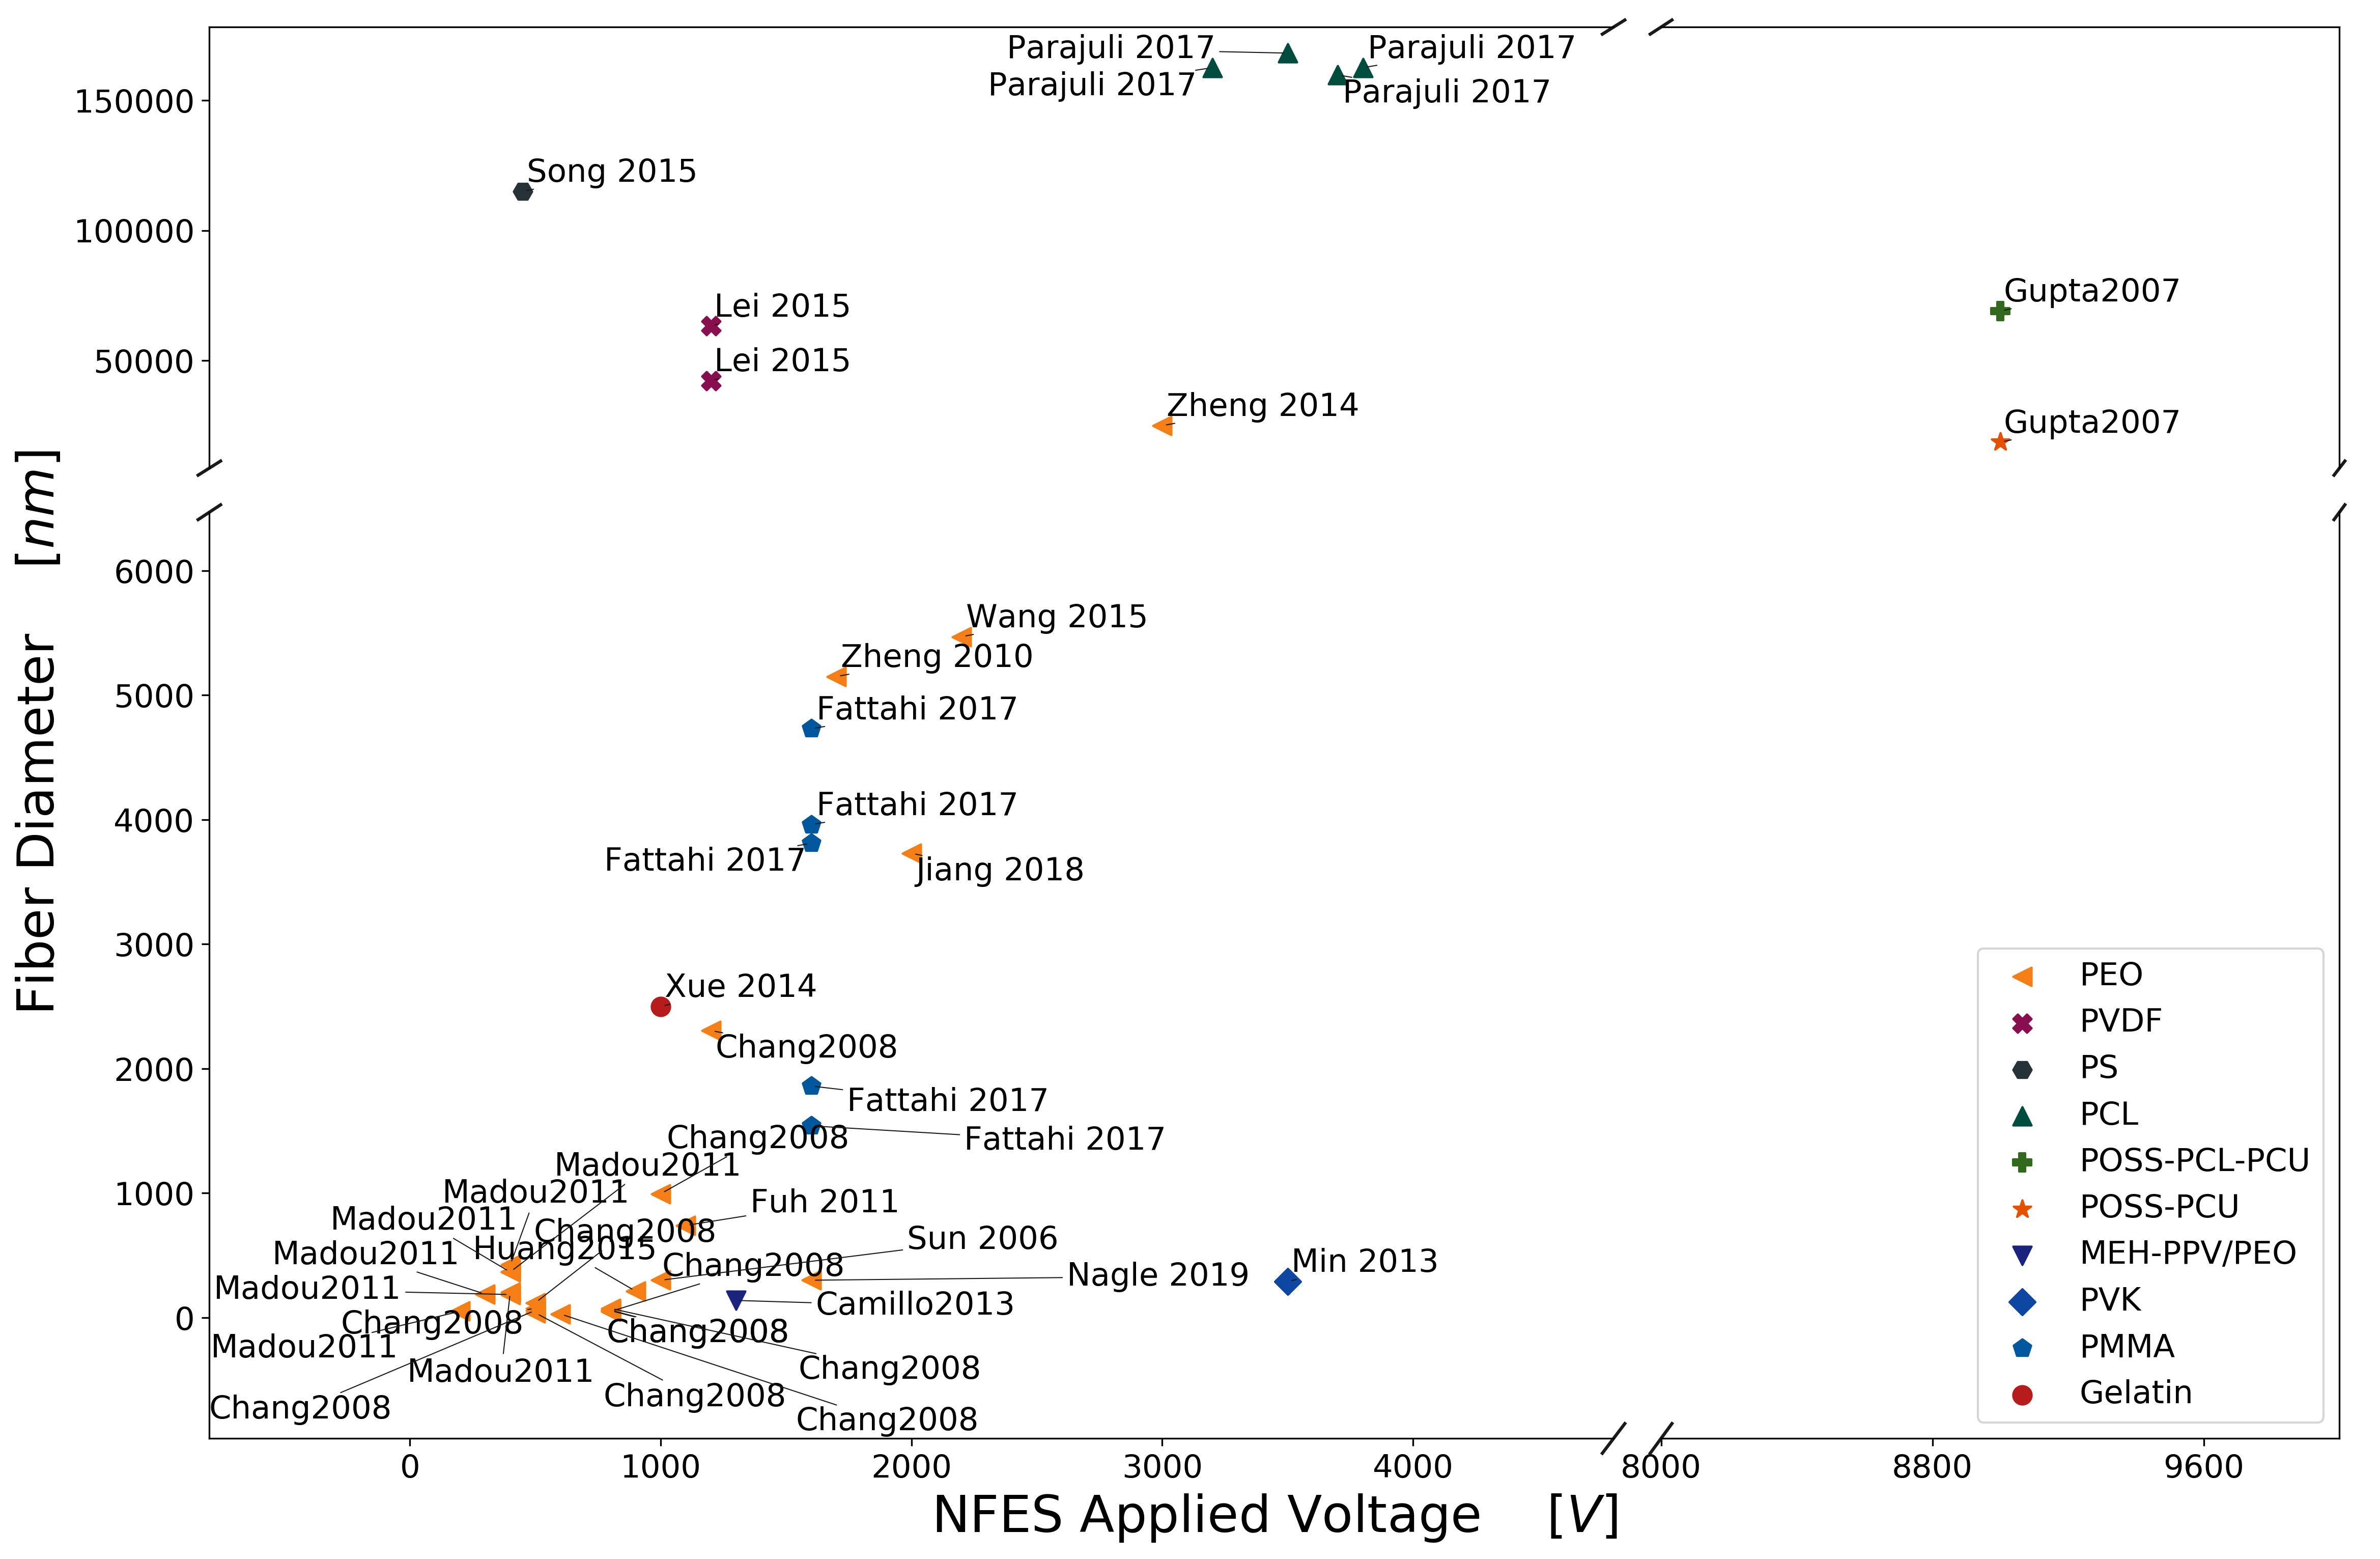 Parajuli 2017
Parajuli 2017
Parajuli 2017
Parajuli 2017
150000
Song 2015
100000
Lei 2015
Gupta2007
50000
Lei 2015
Zheng 2014
Gupta2007
Fiber Diameter [nm]
6000
Wang 2015
Zheng 2010
5000
Fattahi 2017
4000
Fattahi 2017
Fattahi 2017
Jiang 2018
3000
Xue 2014
Chang2008
2000
Fattahi 2017
Fattahi 2017
Chang2008
Madou2011
1000
Madou2011
Fuh 2011
Madou2011
Chang2008
Sun 2006
Huang2015
Madou2011
Chang2008
Min 2013
Nagle 2019
Madou2011
Camillo2013
0
Chang2008
Chang2008
Madou2011
Madou2011
Chang2008
Chang2008
Chang2008
Chang2008
PEO
PVDF
PS
PCL
POSS-PCL-PCU
POSS-PCU
MEH-PPV/PEO
PVK
PMMA
Gelatin
0 1000 2000 3000 4000 8000 8800 9600
NFES Applied Voltage [V]